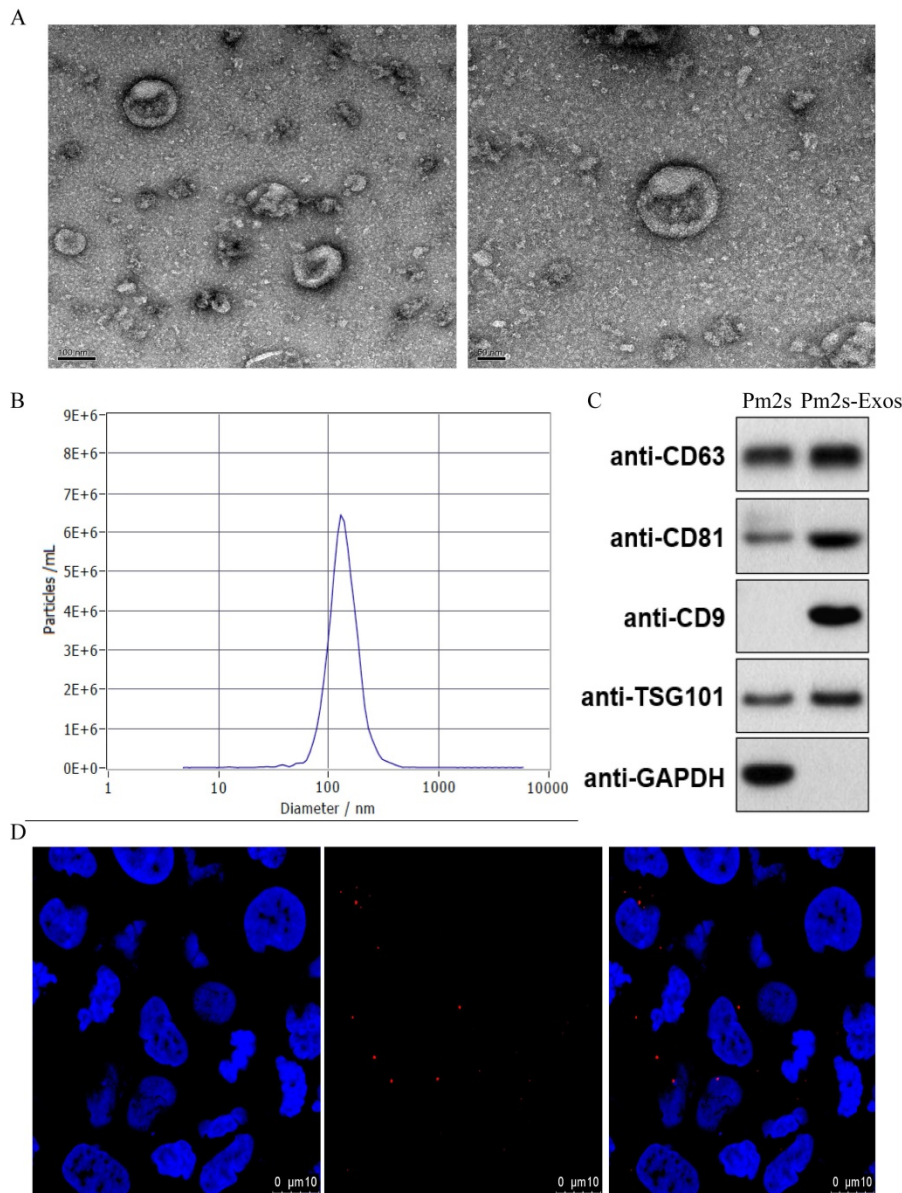 A
100 nm
50 nm
B
9E+6
8E+6
7E+6
6E+6
5E+6
4E+6
3E+6
2E+6
1E+6
0E+0
Particles /mL
1
10
100
1000
10000
Diameter / nm
C
Pm2s Pm2s-Exos
anti-CD63
anti-CD81
anti-CD9
anti-TSG101
anti-GAPDH
D
0 µm10
0 µm10
0 µm10